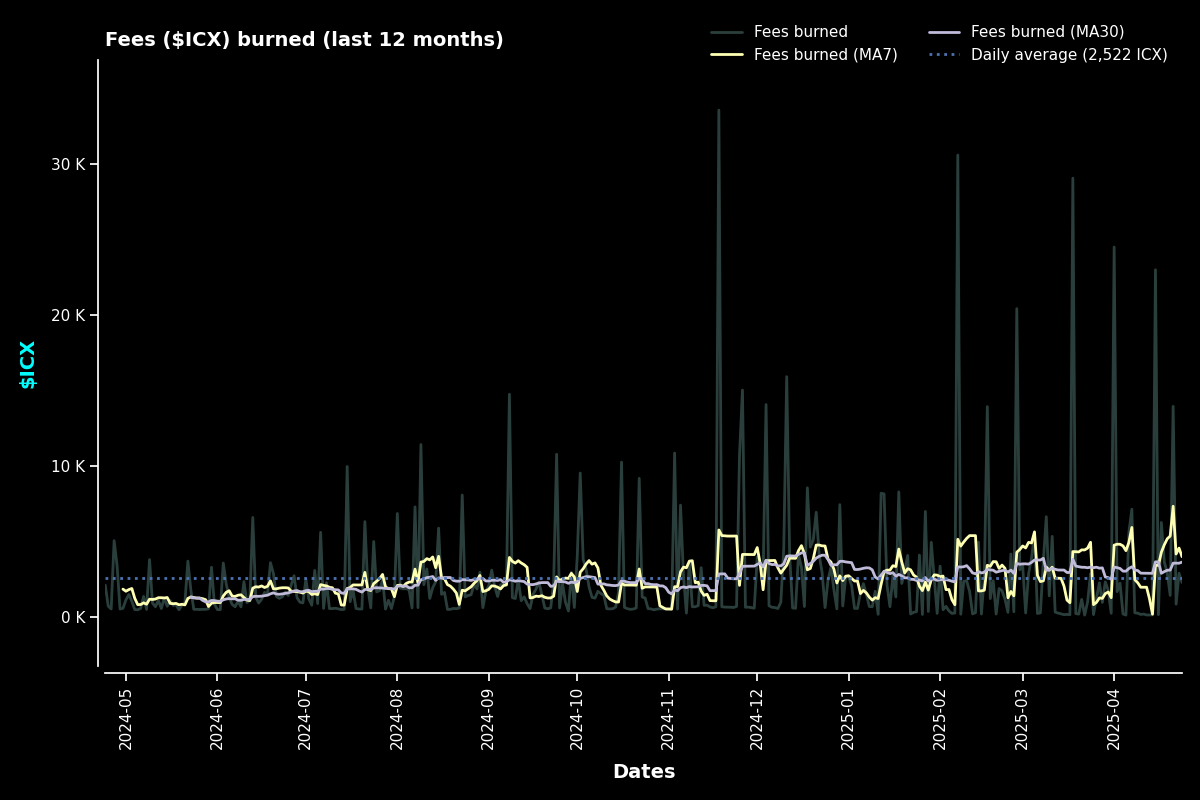 Fees ($ICX) burned (last 12 months)
Fees burned
Fees burned (MA7)
Fees burned (MA30)
Daily average (2,522 ICX)
$ICX
30 K
20 K
10 K
0 K
2024-05
2024-06
2024-07
2024-08
2024-09
2024-10
2024-11
2024-12
2025-01
2025-02
2025-03
2025-04
Dates